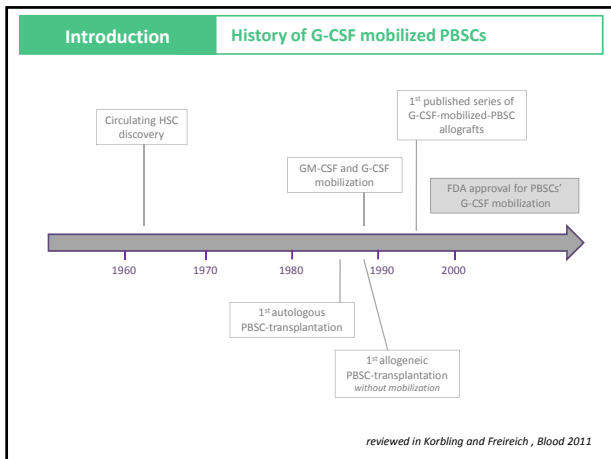 Introduction
History of G-CSF mobilized PBSCs
1st published series of
G-CSF-mobilized-PBSC
allografts
Circulating HSC
discovery
GM-CSF and G-CSF
mobilization
FDA approval for PBSCs'
G-CSF mobilization
1960 1970 1980 1990 2000
1st autologous
PBSC-transplantation
1st allogeneic
PBSC-transplantation
without mobilization
reviewed in Korbling and Freireich , Blood 2011